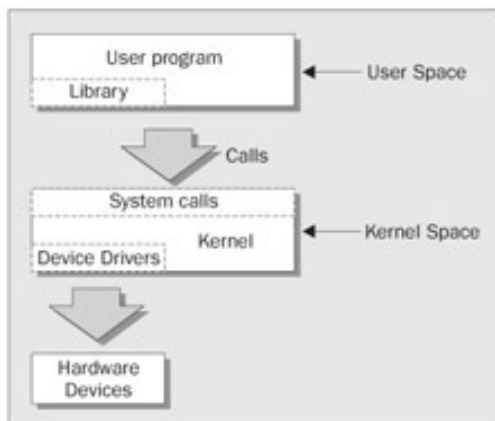 User program
Library
User Space
Calls
System calls
Kernel
Device Drivers
Kernel Space
Hardware
Devices